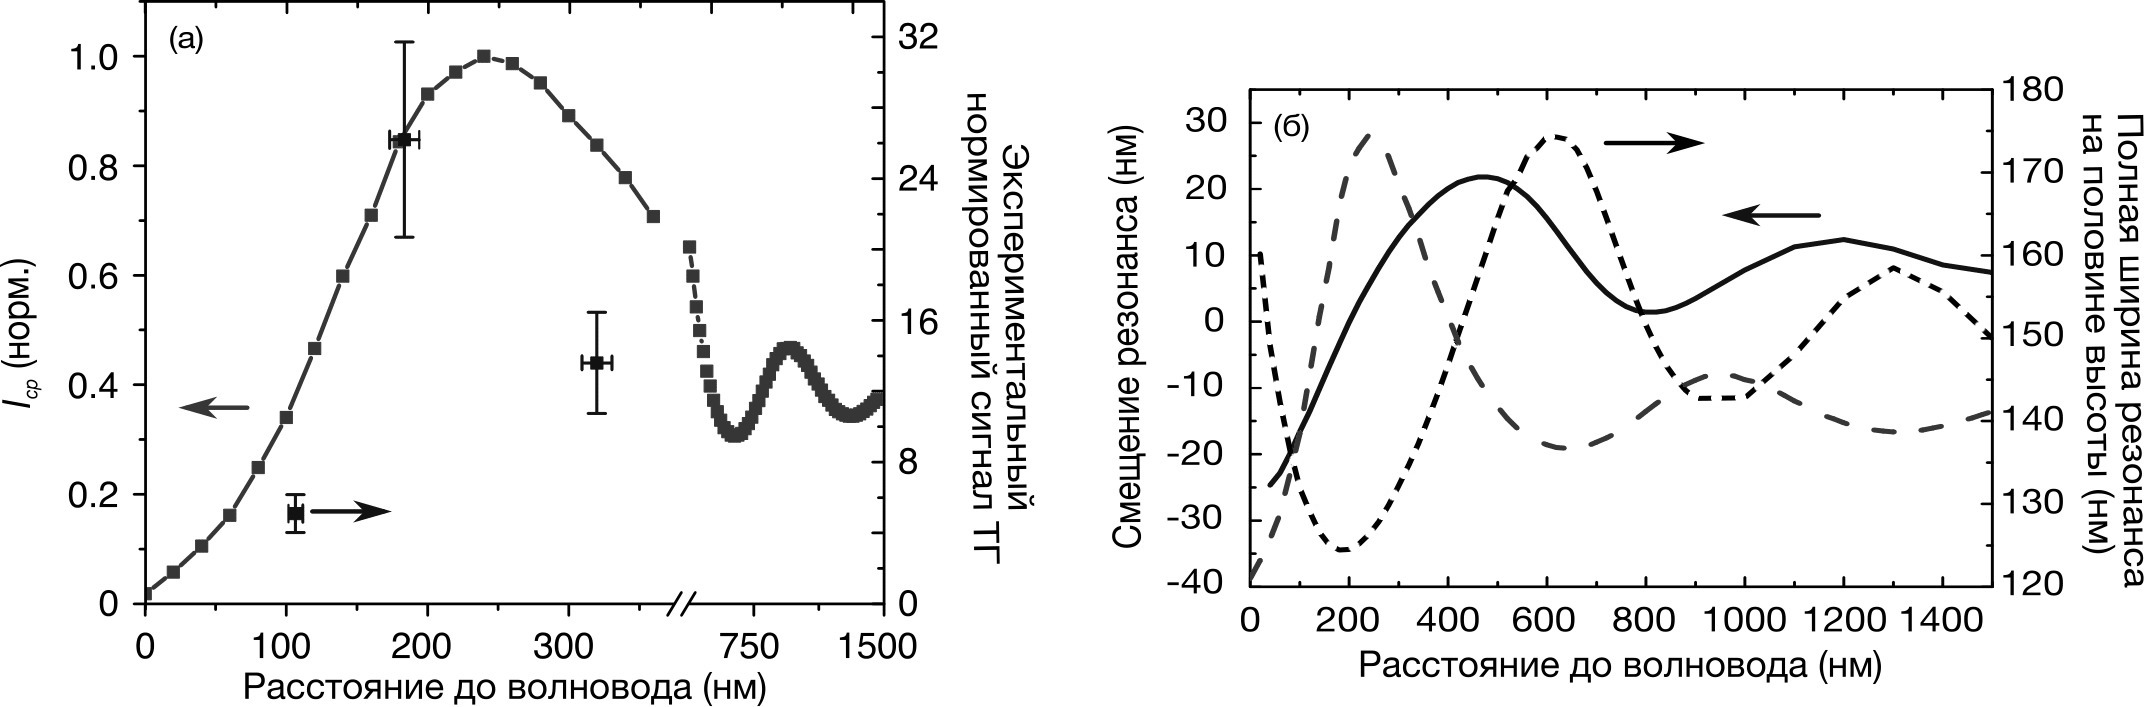 (а)
1.0
0.8
0.6
0.4
0.2
0
Iср (норм.)
32
24
16
8
0
Экспериментальный
нормированный сигнал ТГ
0 100 200 300 750 1500
Расстояние до волновода (нм)
(б)
30
20
10
0
-10
-20
-30
-40
Смещение резонанса (нм)
180
170
160
150
140
130
120
Полная ширина резонанса
на половине высоты (нм)
0 200 400 600 800 1000 1200 1400
Расстояние до волновода (нм)